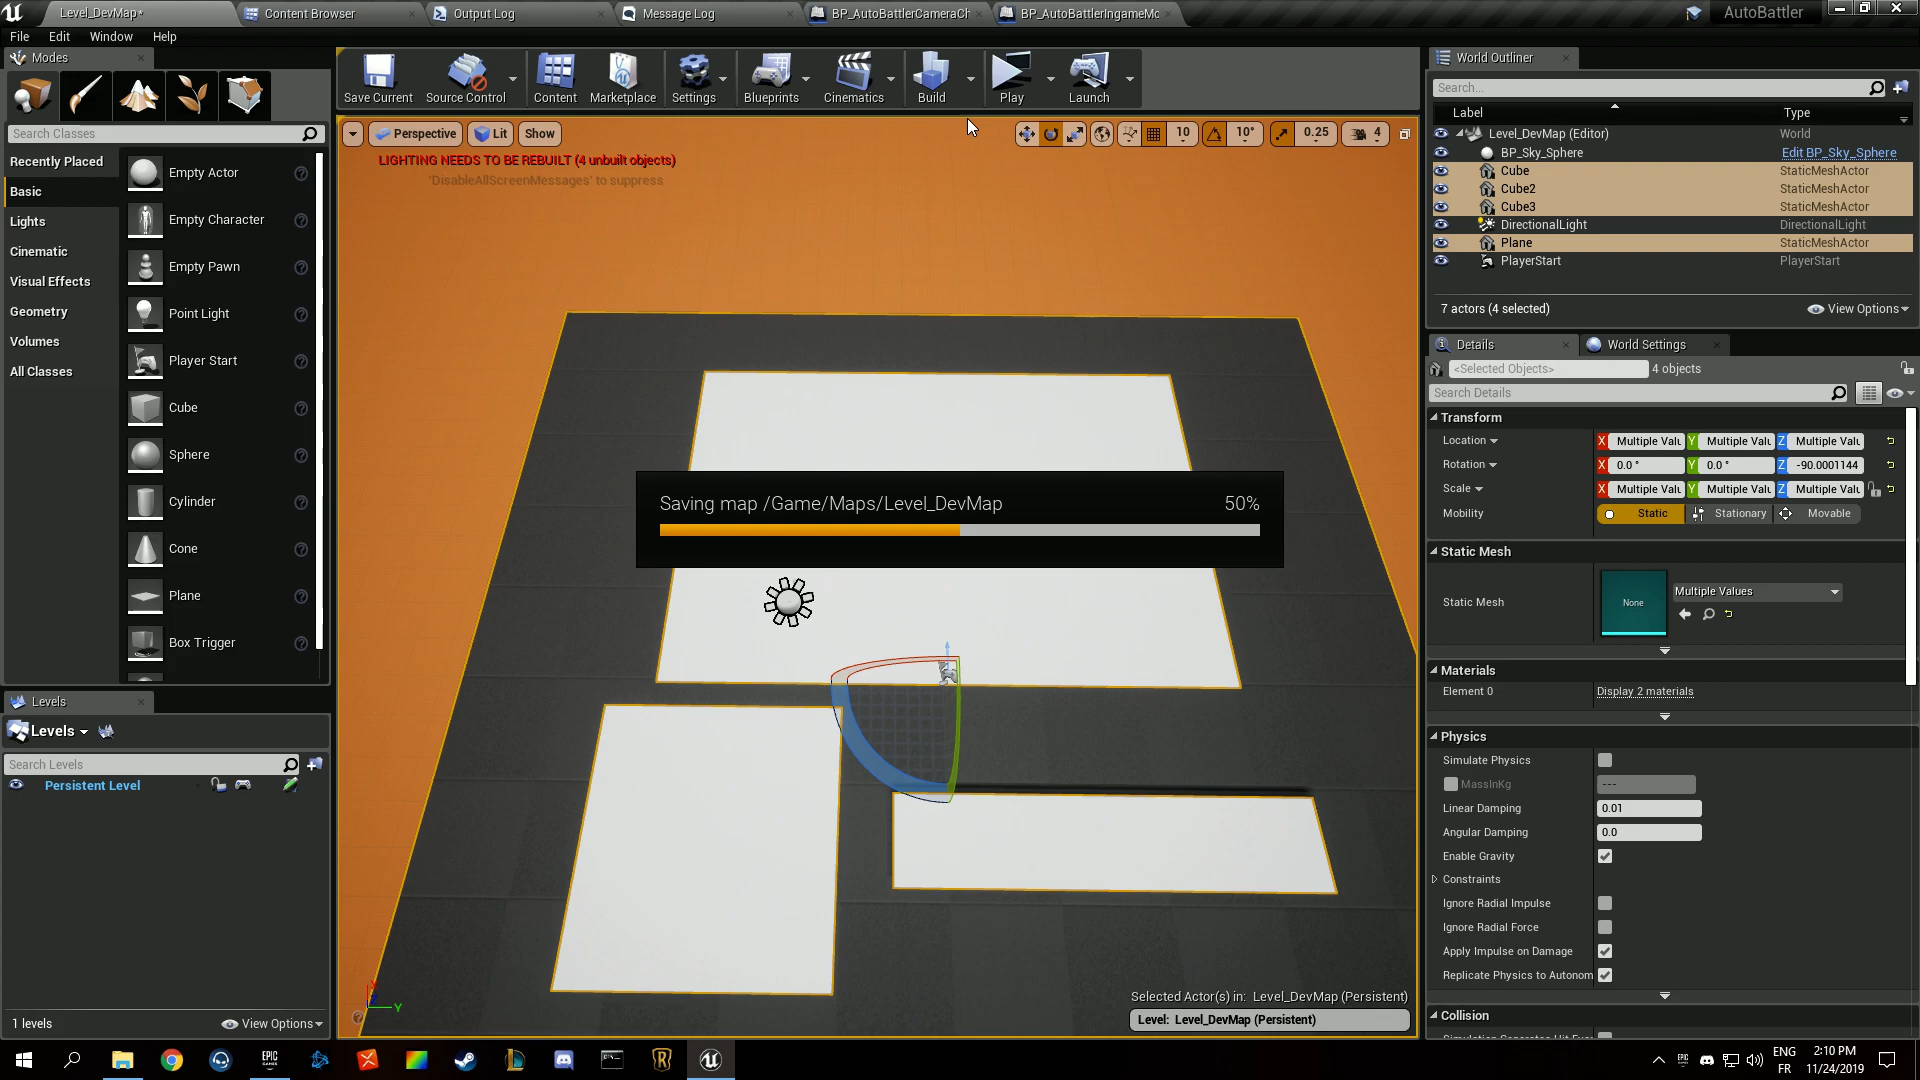 Level_DevMap*
Content Browser
Output Log
Message Log
BP_AutoBattlerCameraCh
BP_AutoBattlerIngameMo
AutoBattler
File Edit Window Help
Modes
Save Current
Source Control
Content
Marketplace
Settings
Blueprints
Cinematics
Build
Play
Launch
Search Classes
Recently Placed
Basic
Lights
Cinematic
Visual Effects
Geometry
Volumes
All Classes
Empty Actor
Empty Character
Empty Pawn
Point Light
Player Start
Cube
Sphere
Cylinder
Cone
Plane
Box Trigger
Levels
Levels
Search Levels
Persistent Level
1 levels
View Options
Perspective
Lit
Show
10
10°
0.25
4
LIGHTING NEEDS TO BE REBUILT (4 unbuilt objects)
'DisableAllScreenMessages' to suppress
Saving map /Game/Maps/Level_DevMap 50%
Y
Selected Actor(s) in: Level_DevMap (Persistent)
Level: Level_DevMap (Persistent)
World Outliner
Search...
Label Type
Level_DevMap (Editor) World
BP_Sky_Sphere Edit BP_Sky_Sphere
Cube StaticMeshActor
Cube2 StaticMeshActor
Cube3 StaticMeshActor
DirectionalLight DirectionalLight
Plane StaticMeshActor
PlayerStart PlayerStart
7 actors (4 selected)
View Options
Details
World Settings
<Selected Objects> 4 objects
Search Details
Transform
Location X Multiple Valu Y Multiple Valu Z Multiple Valu
Rotation X 0.0 ° Y 0.0 ° Z -90.0001144
Scale X Multiple Valu Y Multiple Valu Z Multiple Valu
Mobility Static Stationary Movable
Static Mesh
Static Mesh None Multiple Values
Materials
Element 0 Display 2 materials
Physics
Simulate Physics
MassInKg ---
Linear Damping 0.01
Angular Damping 0.0
Enable Gravity
Constraints
Ignore Radial Impulse
Ignore Radial Force
Apply Impulse on Damage
Replicate Physics to Autonom
Collision
EPIC GAMES
ENG
FR
2:10 PM
11/24/2019